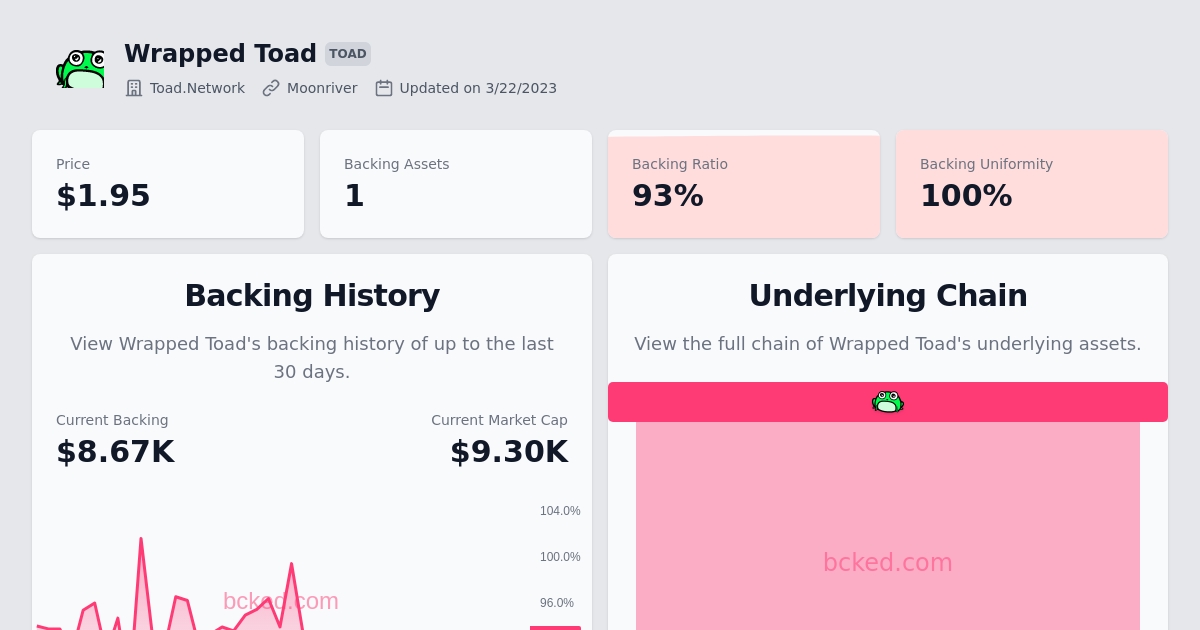 Wrapped Toad TOAD
Toad.Network Moonriver Updated on 3/22/2023
Price
$1.95
Backing Assets
1
Backing Ratio
93%
Backing Uniformity
100%
Backing History
View Wrapped Toad's backing history of up to the last
30 days.
Current Backing
$8.67K
Current Market Cap
$9.30K
104.0%
100.0%
96.0%
bcked.com
Underlying Chain
View the full chain of Wrapped Toad's underlying assets.
bcked.com